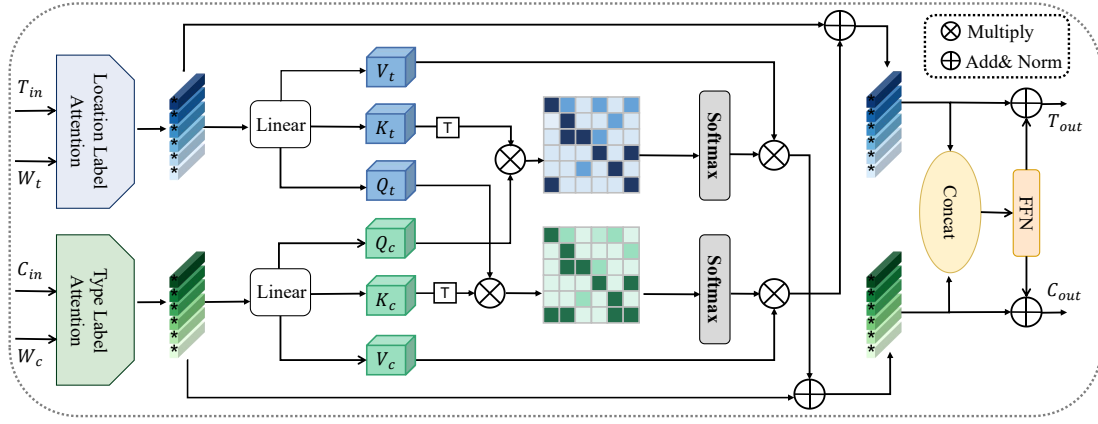 Multiply
Add& Norm
T_in
W_t
Location Label
Attention
*
*
*
*
*
Linear
V_t
K_t
T
Q_t
Softmax
*
*
*
*
*
T_out
Concat
FFN
C_in
W_c
Type Label
Attention
*
*
*
*
*
Linear
Q_c
K_c
T
V_c
Softmax
*
*
*
*
*
C_out